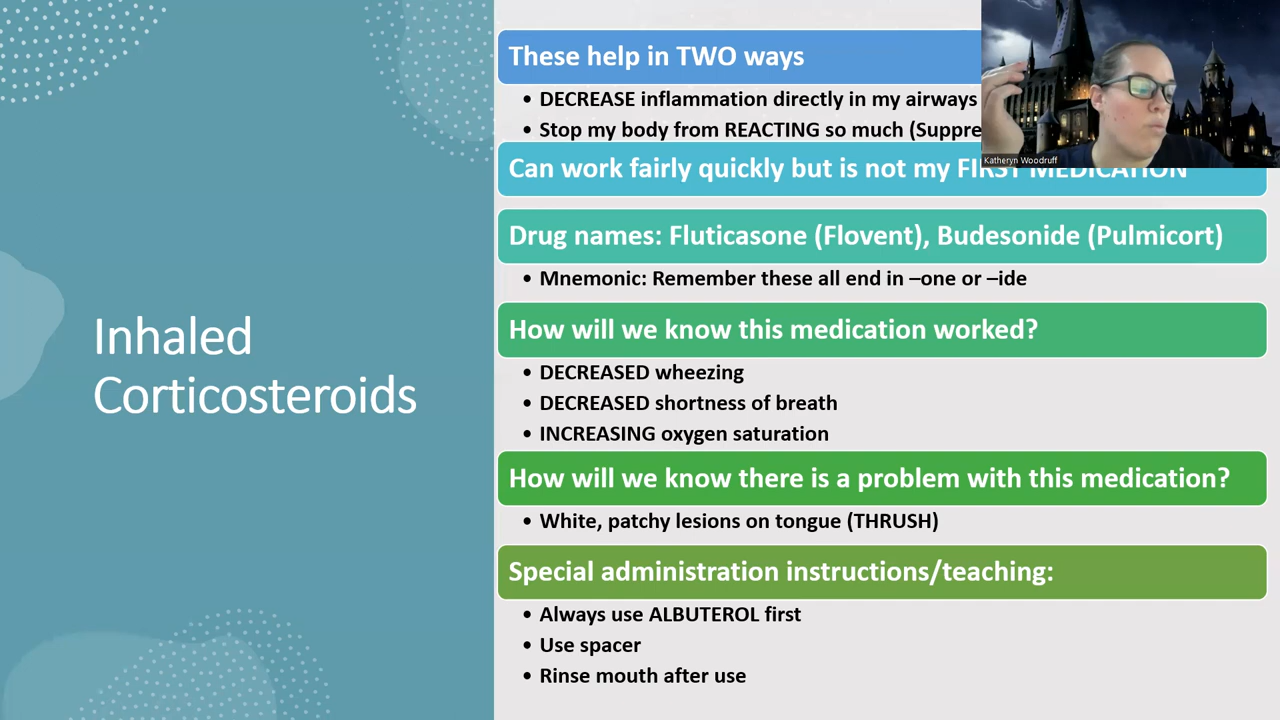 Inhaled
Corticosteroids
These help in TWO ways
• DECREASE inflammation directly in my airways
• Stop my body from REACTING so much
Can work fairly quickly but is not my FIRST MEDICATION
Drug names: Fluticasone (Flovent), Budesonide (Pulmicort)
• Mnemonic: Remember these all end in –one or –ide
How will we know this medication worked?
• DECREASED wheezing
• DECREASED shortness of breath
• INCREASING oxygen saturation
How will we know there is a problem with this medication?
• White, patchy lesions on tongue (THRUSH)
Special administration instructions/teaching:
• Always use ALBUTEROL first
• Use spacer
• Rinse mouth after use
Katheryn Woodruff